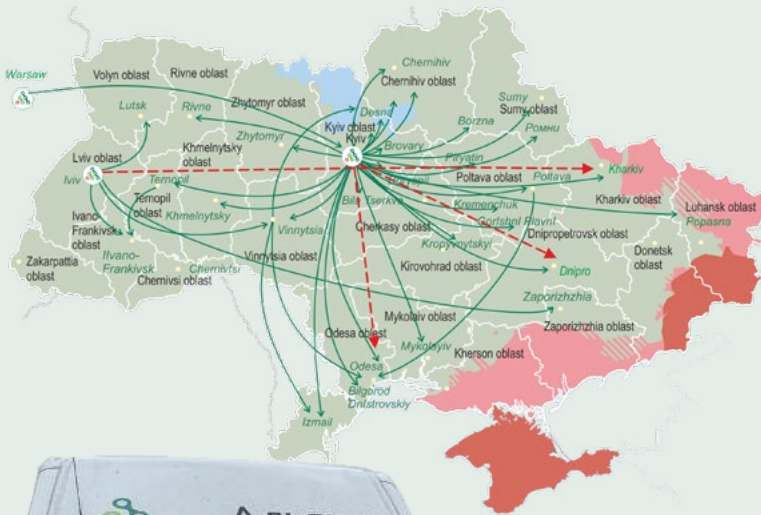 Warsaw
Volyn oblast
Rivne oblast
Zhytomyr oblast
Chernihiv
Chernihiv oblast
Lutsk
Rivne
Desna
Sumy
Sumy oblast
Kyiv oblast
Kyiv
Borzna
Ромни
Zhytomyr
Brovary
Piryatin
Lviv oblast
lviv
Khmelnytsky
oblast
Ternopil
Poltava
Kharkiv
Poltava oblast
Bila Tserkva
Kremenchuk
Kharkiv oblast
Luhansk oblast
Popasna
Ternopil
oblast
Khmelnytsky
Ivano-
Frankivsk
oblast
Vinnytsia
Cherkasy oblast
Gorishni Plavni
Kropyvnytskyi
Dnipropetrovsk oblast
Donetsk
oblast
IIvano-
Frankivsk
Chernivtsi
Zakarpattia
oblast
Chernivsi oblast
Vinnytsia oblast
Kirovohrad oblast
Dnipro
Zaporizhzhia
Mykolaiv oblast
Zaporizhzhia oblast
Odesa oblast
Mykolayiv
Kherson oblast
Odesa
Bilgorod
Dnistrovskiy
Izmail